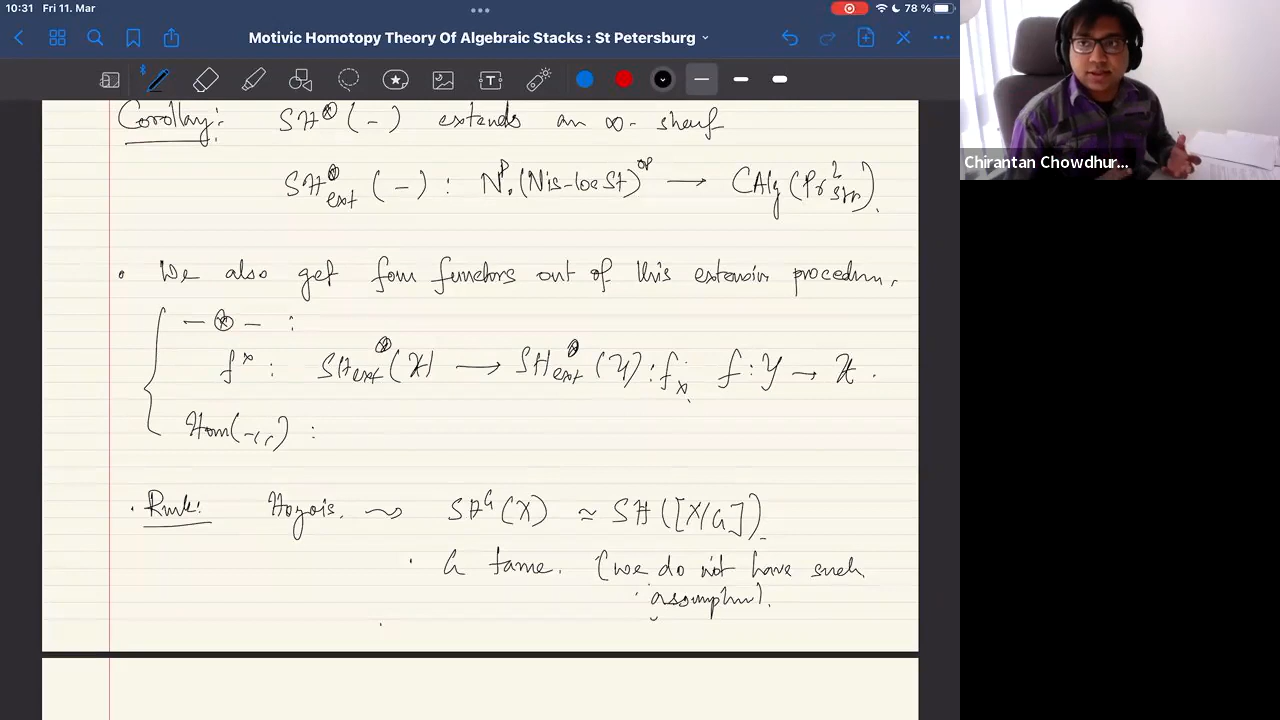 10:31 Fri 11. Mar
78 %
Motivic Homotopy Theory Of Algebraic Stacks : St Petersburg
Corollary: SH^⊗(-) extends an ∞-sheaf
SH^⊗_ext (-) : N^D_•(Nis-locSt)^op → CAlg(Pr^L_stb).
• We also get four functors out of this extension procedure.
- ⊗ - :
f^* : SH^⊗_ext(X) → SH^⊗_ext(Y) : f_* f : Y → X.
Hom(-,-) :
• Rmk: Hoyois. ⇝ SH^G(X) ≈ SH([X/G])
• G tame. (we do not have such
assumption).
Chirantan Chowdhur...